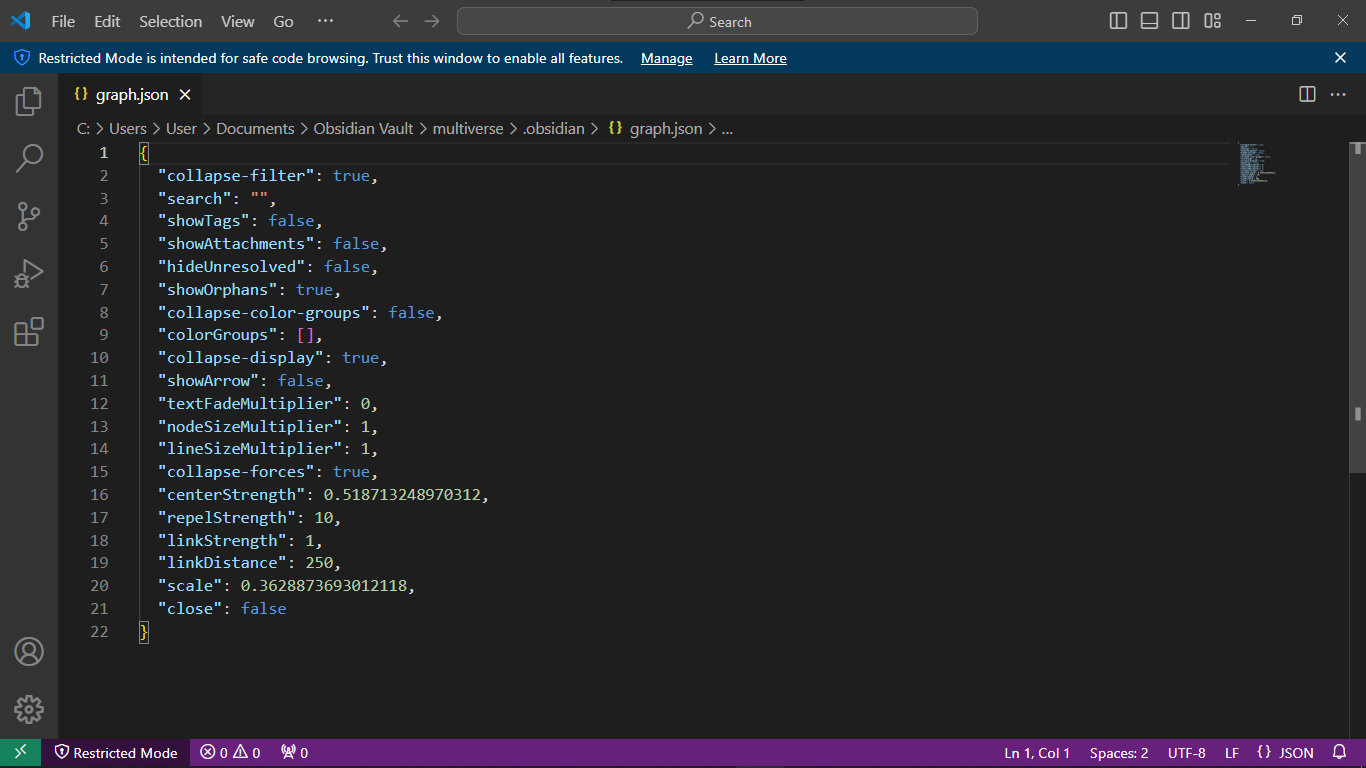 File Edit Selection View Go ··· Search
Restricted Mode is intended for safe code browsing. Trust this window to enable all features. Manage Learn More
{} graph.json
C: > Users > User > Documents > Obsidian Vault > multiverse > .obsidian > {} graph.json > ...
1 {
2 "collapse-filter": true,
3 "search": "",
4 "showTags": false,
5 "showAttachments": false,
6 "hideUnresolved": false,
7 "showOrphans": true,
8 "collapse-color-groups": false,
9 "colorGroups": [],
10 "collapse-display": true,
11 "showArrow": false,
12 "textFadeMultiplier": 0,
13 "nodeSizeMultiplier": 1,
14 "lineSizeMultiplier": 1,
15 "collapse-forces": true,
16 "centerStrength": 0.518713248970312,
17 "repelStrength": 10,
18 "linkStrength": 1,
19 "linkDistance": 250,
20 "scale": 0.3628873693012118,
21 "close": false
22 }
Restricted Mode 0 0 0 Ln 1, Col 1 Spaces: 2 UTF-8 LF {} JSON